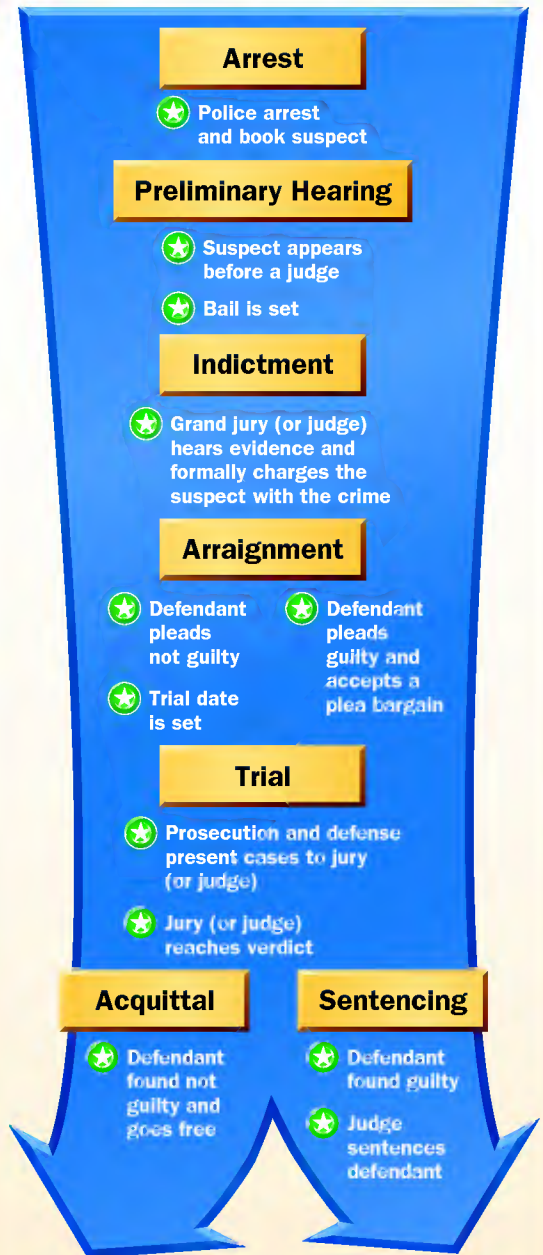 Arrest
Police arrest
and book suspect
Preliminary Hearing
Suspect appears
before a judge
Bail is set
Indictment
Grand jury (or judge)
hears evidence and
formally charges the
suspect with the crime
Arraignment
Defendant
pleads
not guilty
Trial date
is set
Defendant
pleads
guilty and
accepts a
plea bargain
Trial
Prosecution and defense
present cases to jury
(or judge)
Jury (or judge)
reaches verdict
Acquittal
Defendant
found not
guilty and
goes free
Sentencing
Defendant
found guilty
Judge
sentences
defendant